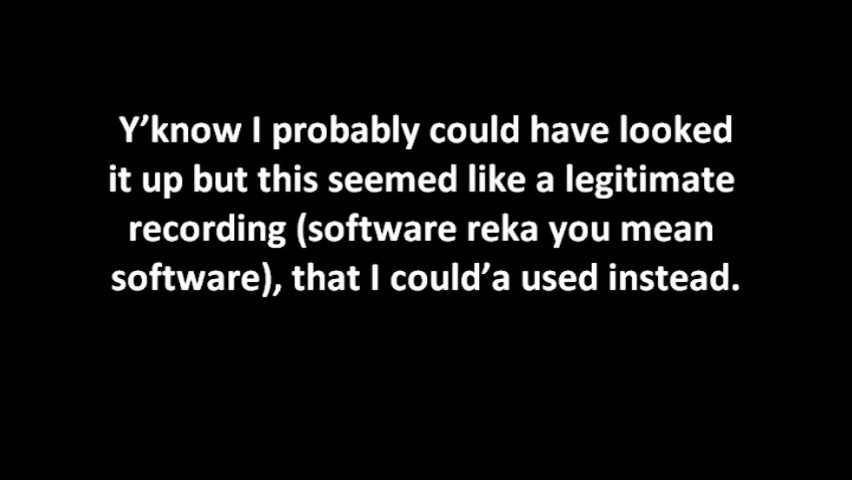 Y’know I probably could have looked
it up but this seemed like a legitimate
recording (software reka you mean
software), that I could’a used instead.